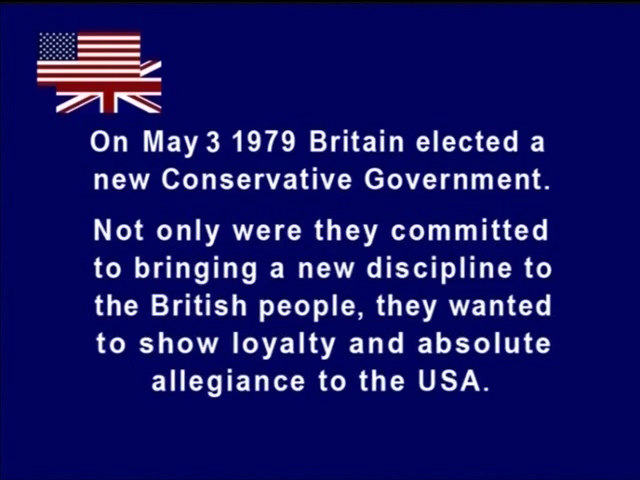 On May 3 1979 Britain elected a
new Conservative Government.
Not only were they committed
to bringing a new discipline to
the British people, they wanted
to show loyalty and absolute
allegiance to the USA.